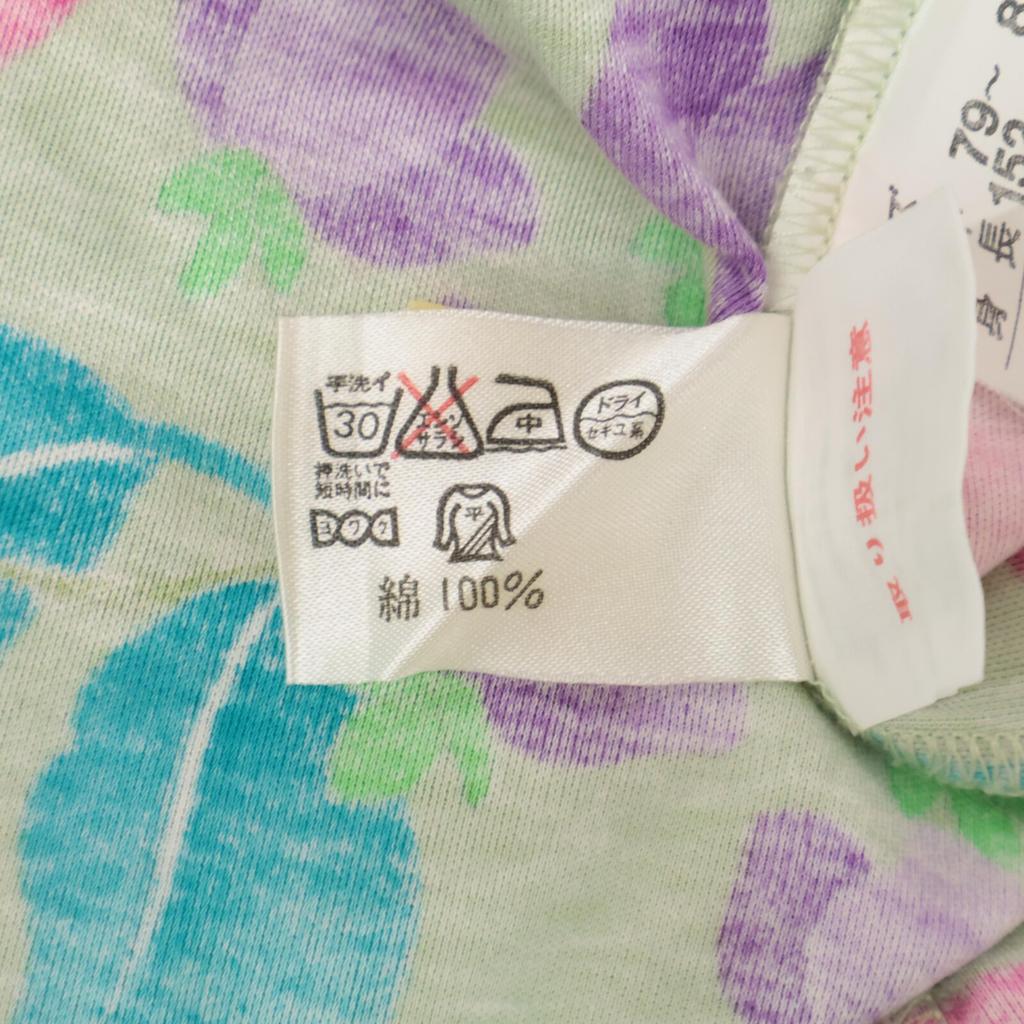 手洗イ
30
エンソ
サラシ
中
ドライ
セキユ系
押洗いで
短時間に
ヨワク
平
綿 100%
取り扱い注意
79~8
身長152